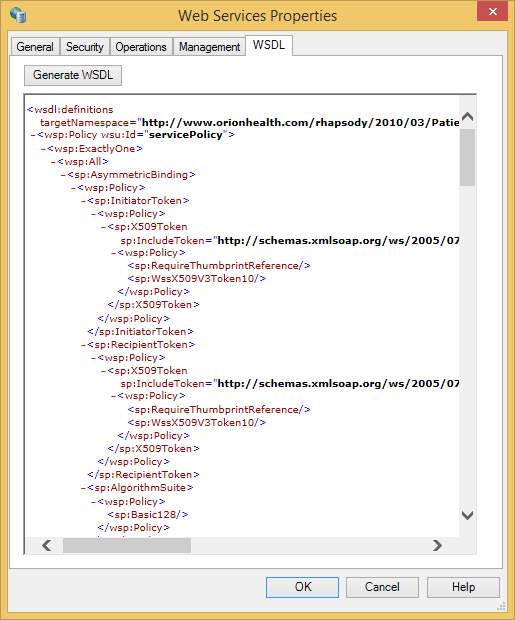 Web Services Properties
General Security Operations Management WSDL
Generate WSDL
<wsdl:definitions
targetNamespace="http://www.orionhealth.com/rhapsody/2010/03/Patie
-<wsp:Policy wsu:Id="servicePolicy">
-<wsp:ExactlyOne>
-<wsp:All>
-<sp:AsymmetricBinding>
-<wsp:Policy>
-<sp:InitiatorToken>
-<wsp:Policy>
-<sp:X509Token
sp:IncludeToken="http://schemas.xmlsoap.org/ws/2005/07
-<wsp:Policy>
<sp:RequireThumbprintReference/>
<sp:WssX509V3Token10/>
</wsp:Policy>
</sp:X509Token>
</wsp:Policy>
</sp:InitiatorToken>
-<sp:RecipientToken>
-<wsp:Policy>
-<sp:X509Token
sp:IncludeToken="http://schemas.xmlsoap.org/ws/2005/07
-<wsp:Policy>
<sp:RequireThumbprintReference/>
<sp:WssX509V3Token10/>
</wsp:Policy>
</sp:X509Token>
</wsp:Policy>
</sp:RecipientToken>
-<sp:AlgorithmSuite>
-<wsp:Policy>
<sp:Basic128/>
</wsp:Policy>
OK Cancel Help